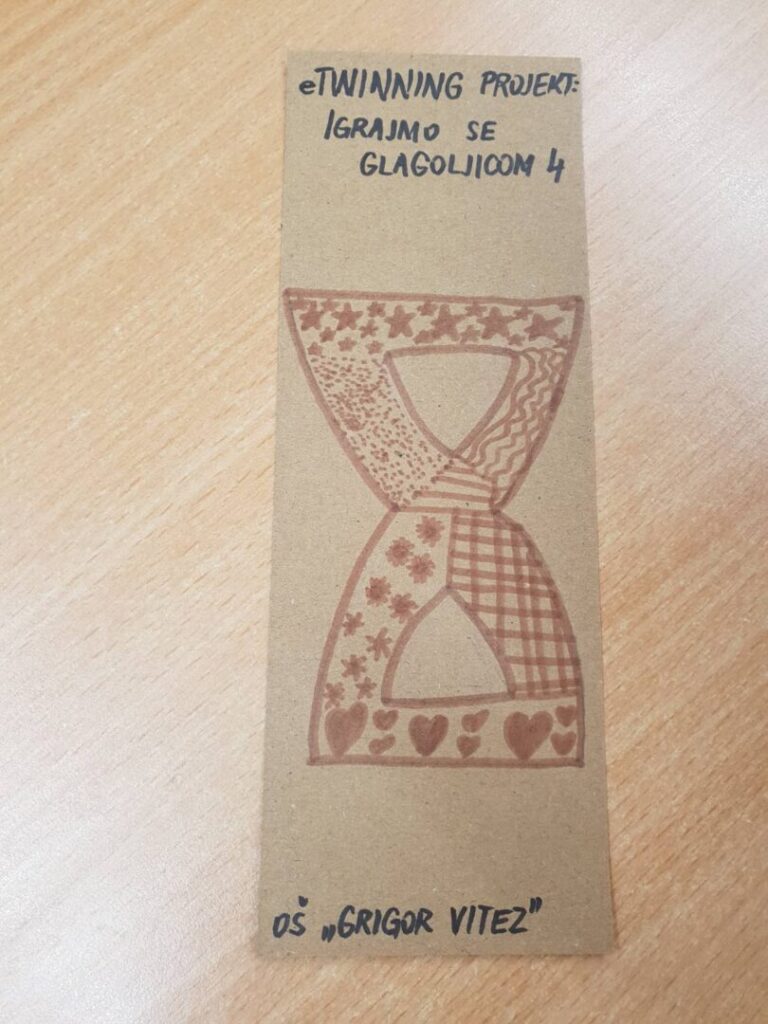 eTWINNING PROJEKT:
IGRAJMO SE
GLAGOLJICOM 4
OŠ „GRIGOR VITEZ”